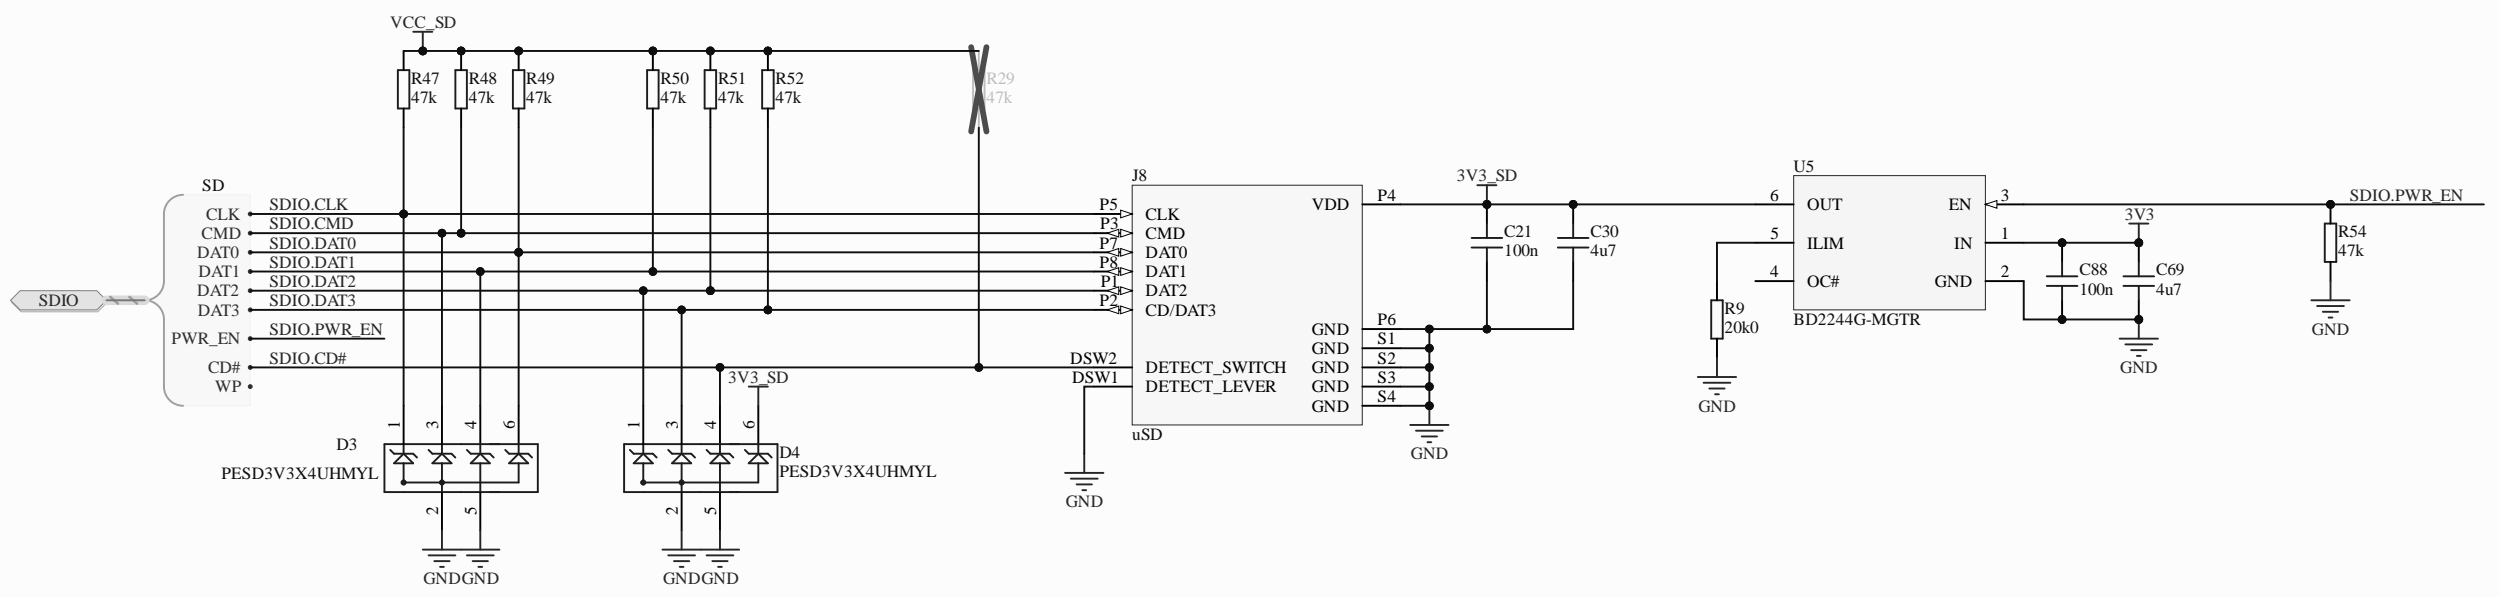 VCC_SD
R47
47k
R48
47k
R49
47k
R50
47k
R51
47k
R52
47k
R29
47k
SDIO
SD
CLK
CMD
DAT0
DAT1
DAT2
DAT3
PWR_EN
CD#
WP
SDIO.CLK
SDIO.CMD
SDIO.DAT0
SDIO.DAT1
SDIO.DAT2
SDIO.DAT3
SDIO.PWR_EN
SDIO.CD#
3V3_SD
D3
PESD3V3X4UHMYL
1
3
4
6
2
5
GND
GND
D4
PESD3V3X4UHMYL
1
3
4
6
2
5
GND
GND
J8
P5
P3
P7
P8
P1
P2
DSW2
DSW1
CLK
CMD
DAT0
DAT1
DAT2
CD/DAT3
DETECT_SWITCH
DETECT_LEVER
VDD
GND
GND
GND
GND
GND
P4
P6
S1
S2
S3
S4
uSD
GND
GND
3V3_SD
C21
100n
C30
4u7
U5
6
OUT
5
ILIM
4
OC#
EN
3
IN
1
GND
2
BD2244G-MGTR
R9
20k0
GND
3V3
C88
100n
C69
4u7
GND
SDIO.PWR_EN
R54
47k
GND